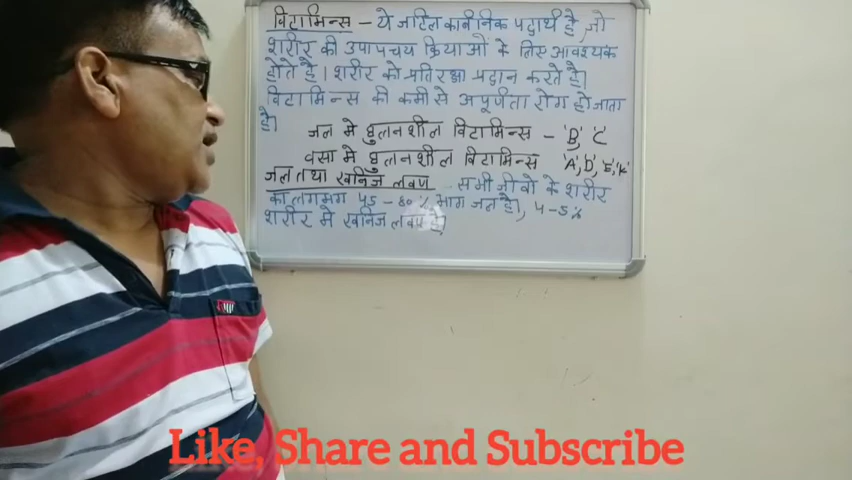 विटामिन्स - ये जटिल कार्बनिक पदार्थ है, जो
शरीर की उपापचय क्रियाओं के लिए आवश्यक
होते है। शरीर को प्रतिरक्षा प्रदान करते है।
विटामिन्स की कमी से अपूर्णता रोग हो जाता
है।
जल मे घुलनशील विटामिन्स - 'B', 'C'
वसा मे घुलनशील विटामिन्स 'A', 'D', 'E', 'K'
जल तथा खनिज लवण सभी जीवो के शरीर
का लगभग 45 - 80 % भाग जल है।, 4-5%
शरीर मे खनिज लवण है
Like, Share and Subscribe